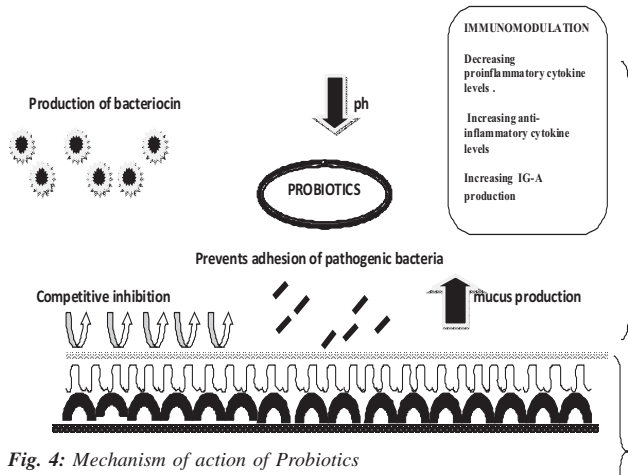 IMMUNOMODULATION
Decreasing
proinflammatory cytokine
levels .
Increasing anti-
inflammatory cytokine
levels
Increasing IG-A
production
Production of bacteriocin
ph
PROBIOTICS
Prevents adhesion of pathogenic bacteria
Competitive inhibition
mucus production
Fig. 4: Mechanism of action of Probiotics